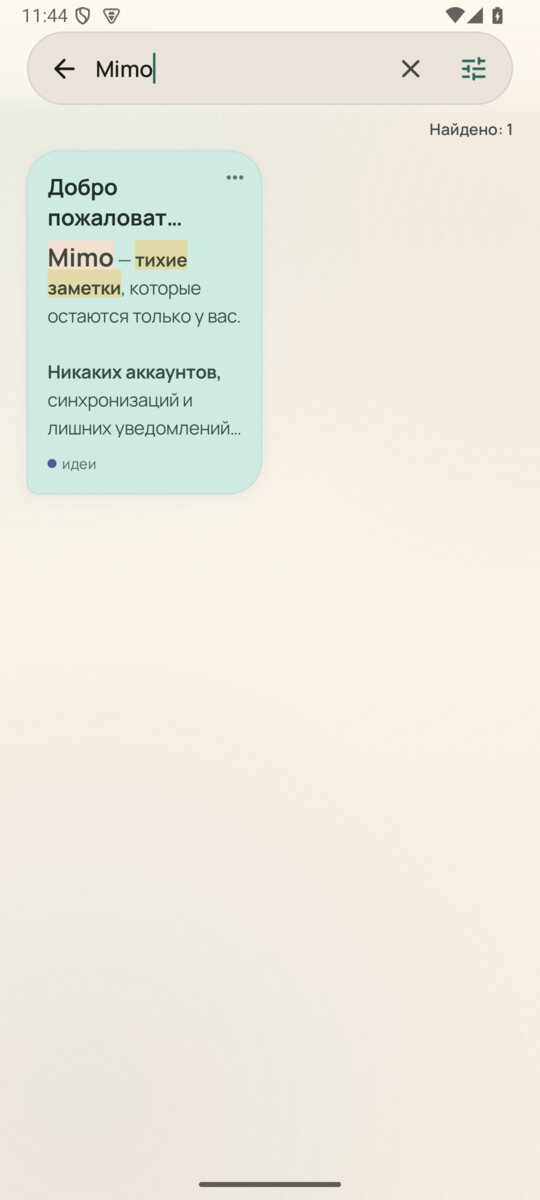 11:44
Mimo
Найдено: 1
Добро
пожаловат…
Mimo – тихие
заметки, которые
остаются только у вас.
Никаких аккаунтов,
синхронизаций и
лишних уведомлений…
идеи